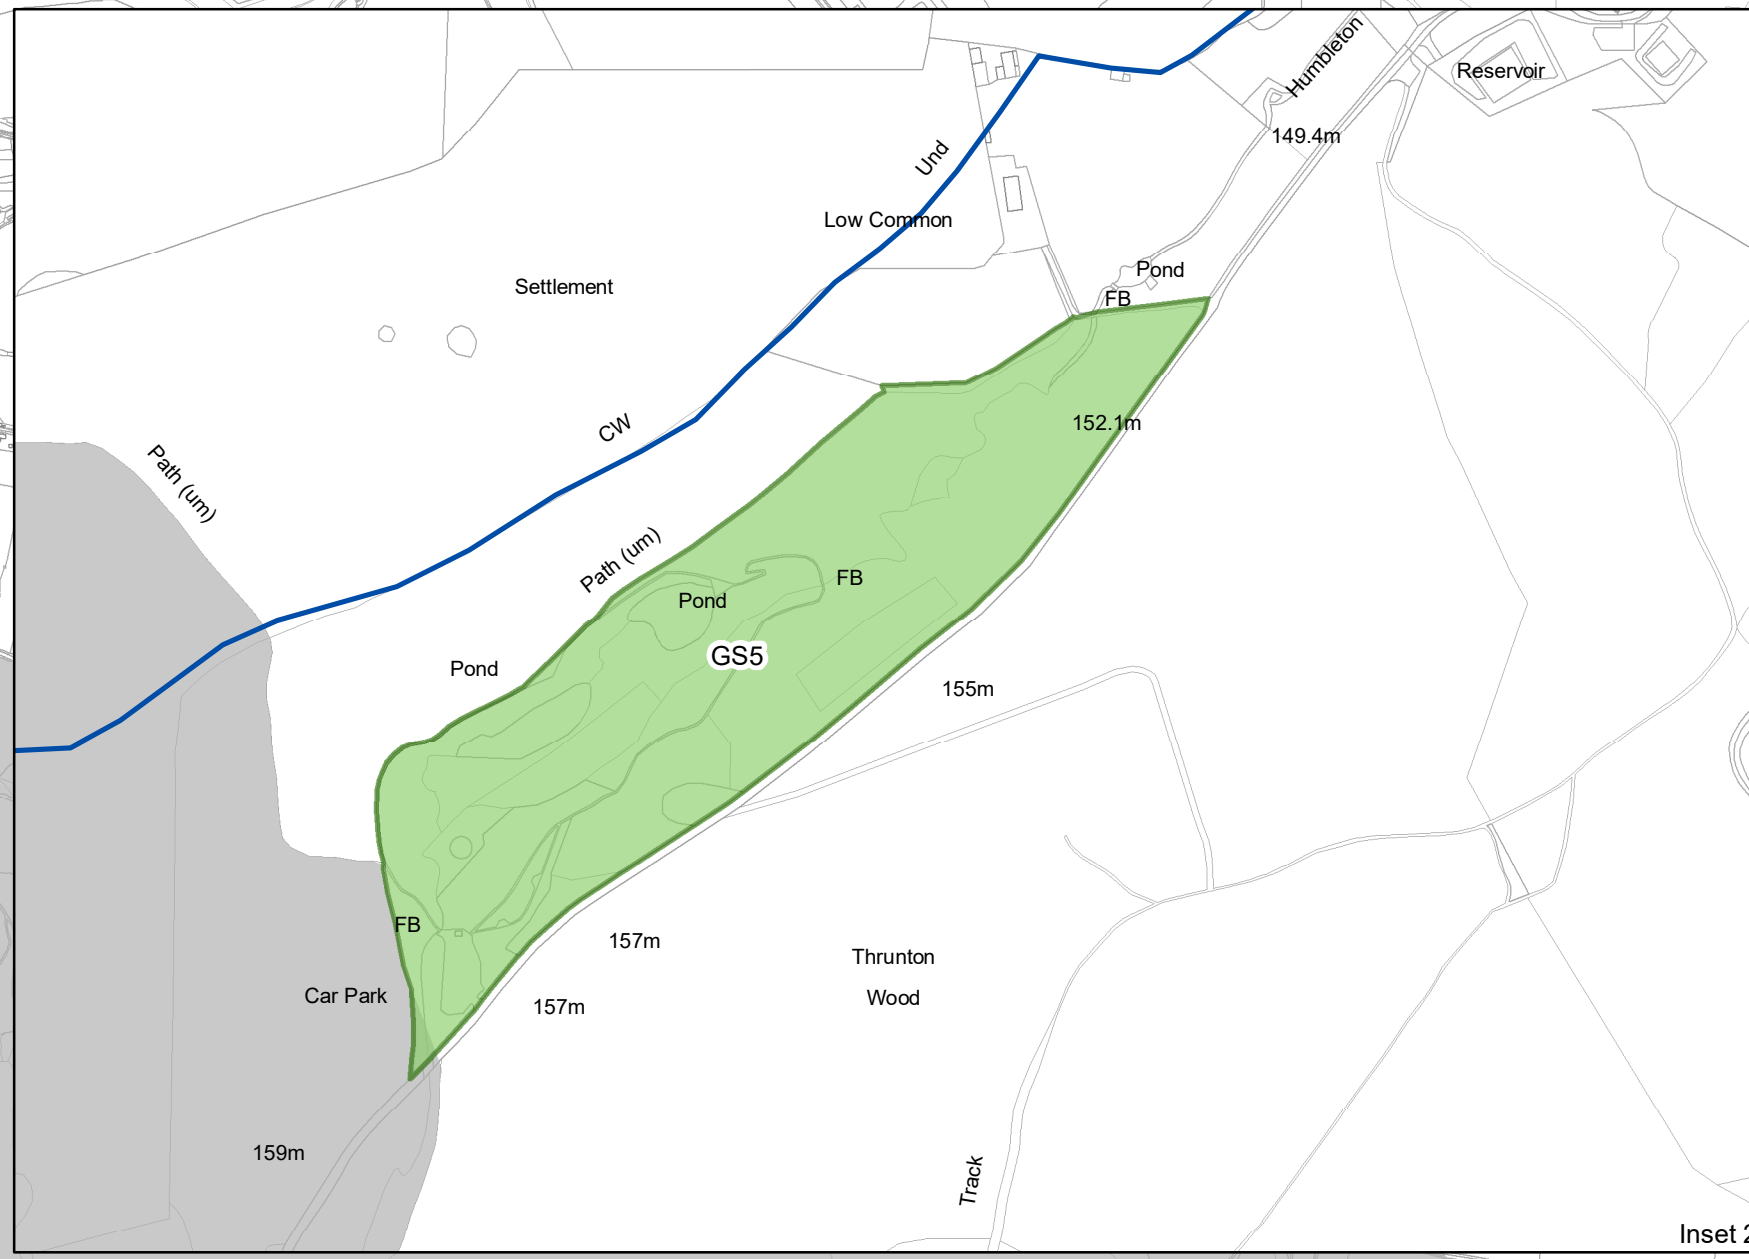 Humbleton
Reservoir
149.4m
Und
Low Common
Pond
Settlement
FB
152.1m
CW
Path (um)
Path (um)
FB
Pond
GS5
Pond
155m
FB
157m
Thrunton
Wood
Car Park
157m
159m
Track
Inset 2